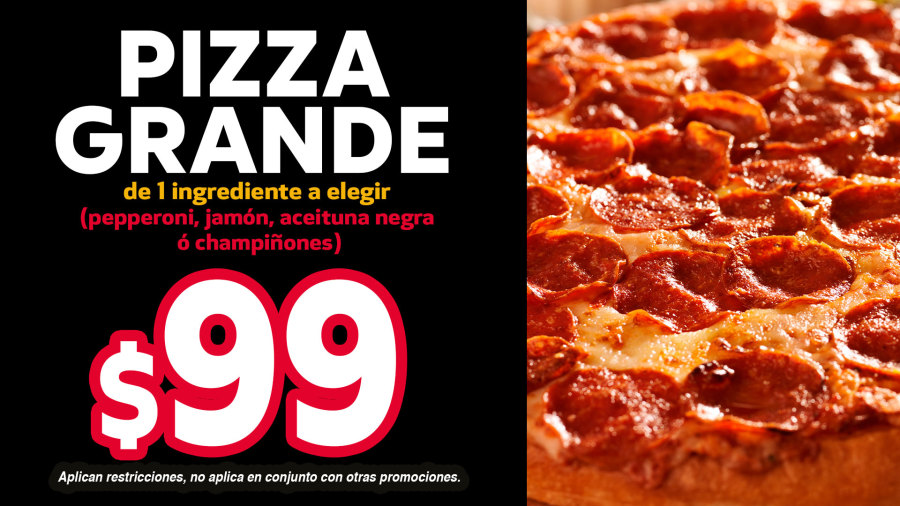 PIZZA
GRANDE
de 1 ingrediente a elegir
(pepperoni, jamón, aceituna negra
ó champiñones)
$99
Aplican restricciones, no aplica en conjunto con otras promociones.